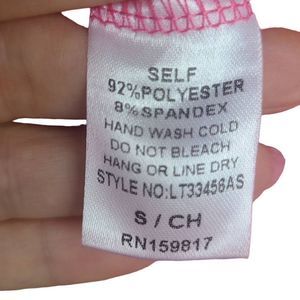 SELF
92%POLYESTER
8%SPANDEX
HAND WASH COLD
DO NOT BLEACH
HANG OR LINE DRY
STYLE NO:LT33456AS
S / CH
RN159817